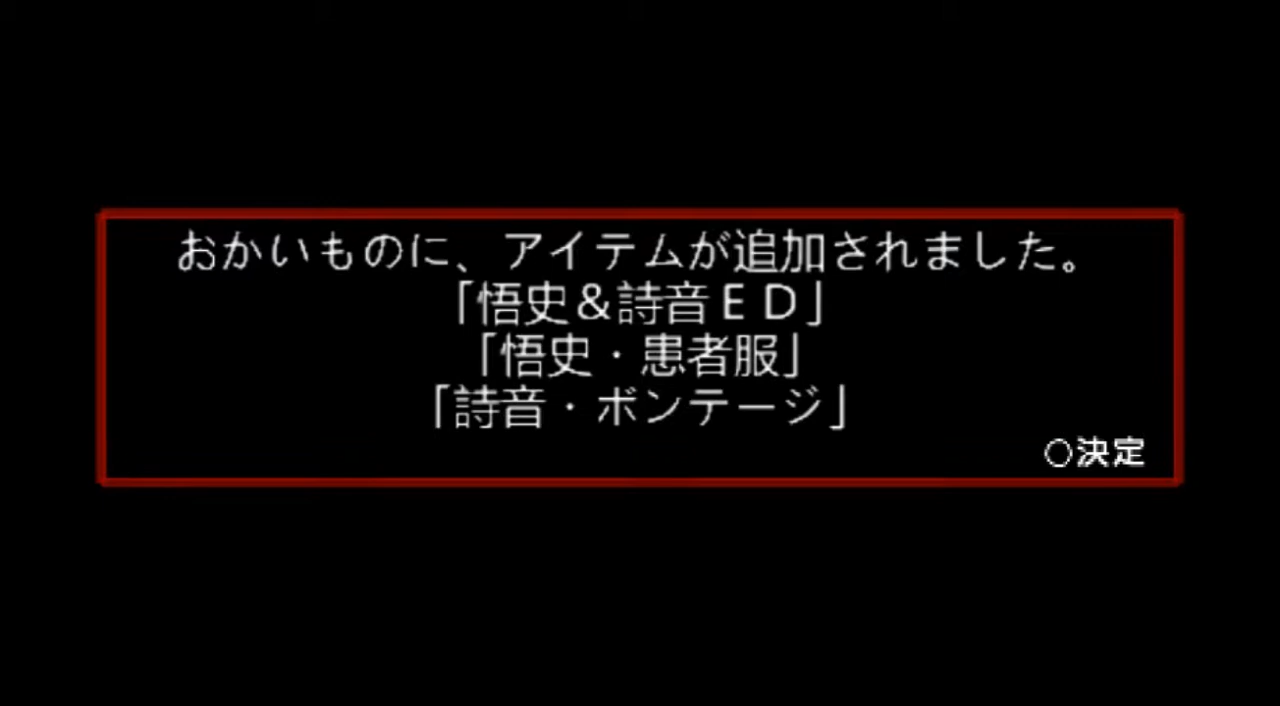 おかいものに、アイテムが追加されました。
「悟史＆詩音ＥＤ」
「悟史・患者服」
「詩音・ボンテージ」
○決定